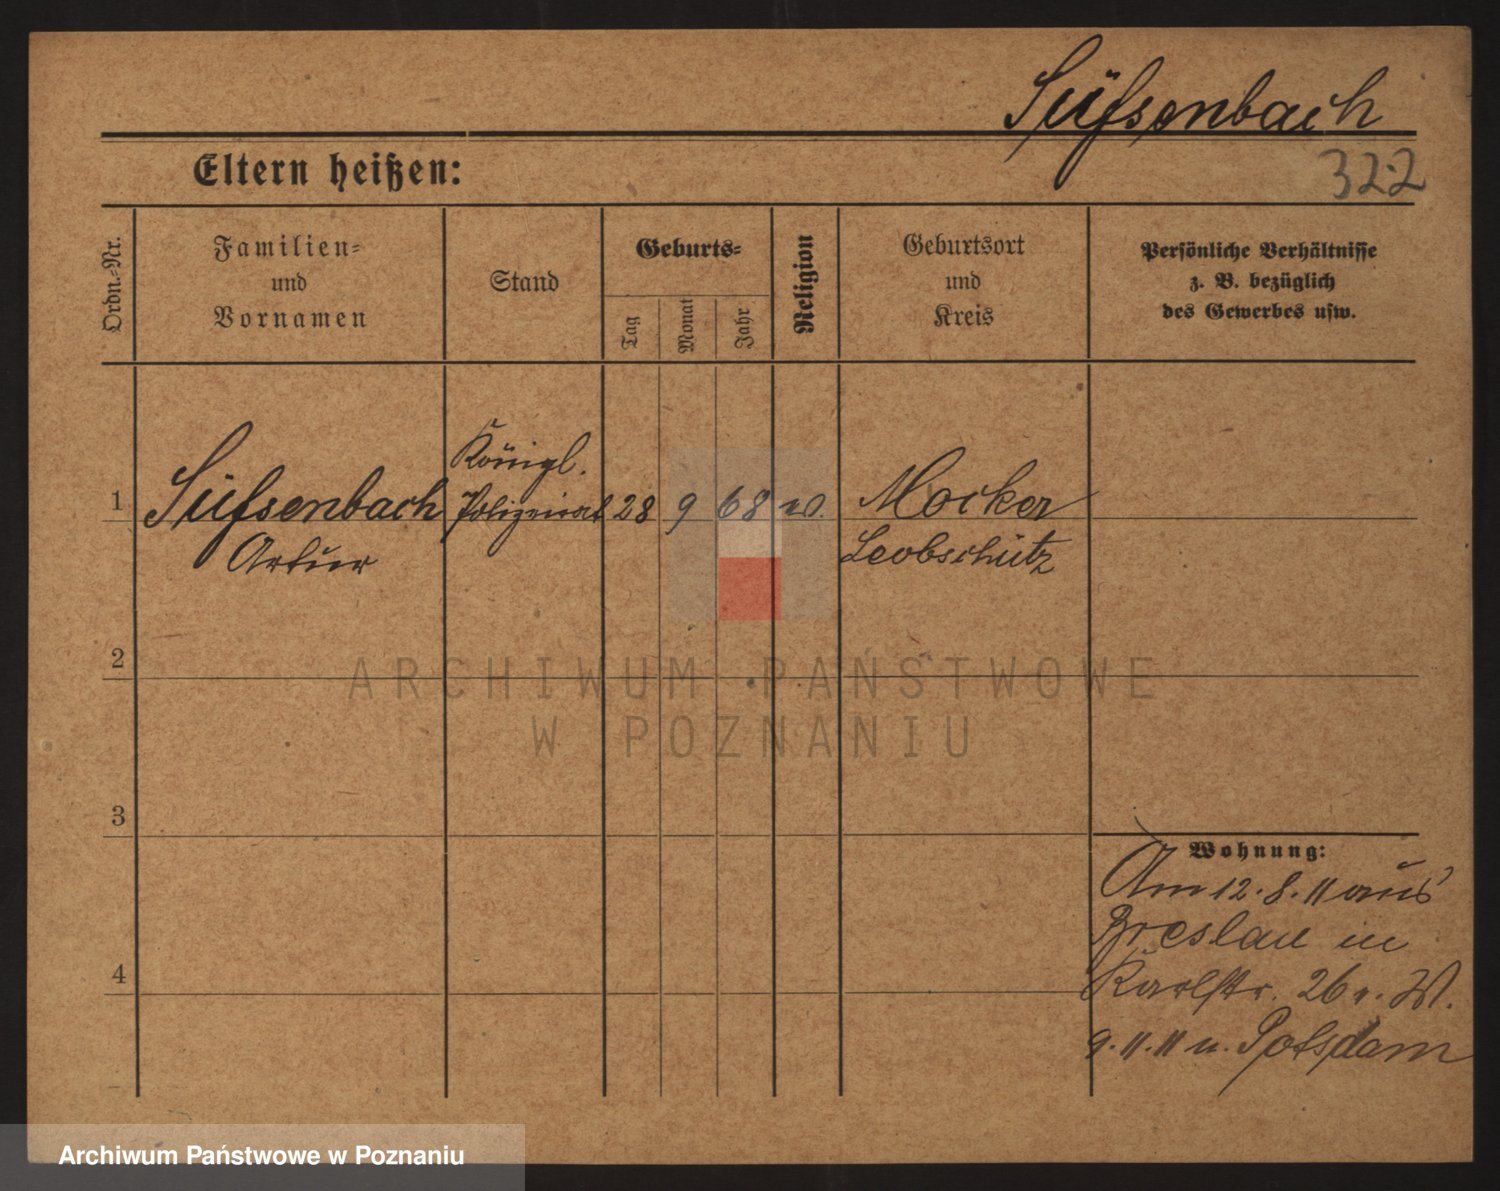 Süßenbach
322
Eltern heißen:
Ordn.-Nr.
Familien-
und
Vornamen
Stand
Geburts-
Tag
Monat
Jahr
Religion
Geburtsort
und
Kreis
Persönliche Verhältnisse
z. B. bezüglich
des Gewerbes usw.
1
Süßenbach
Artur
Königl.
Polizeirat
28
9
68
Mocker
Leobschütz
2
ARCHIWUM PAŃSTWOWE
W POZNANIU
3
Wohnung:
Am 12.8.11 aus
Breslau in
4
Karlstr. 26
9.11.11 n. Potsdam
Archiwum Państwowe w Poznaniu